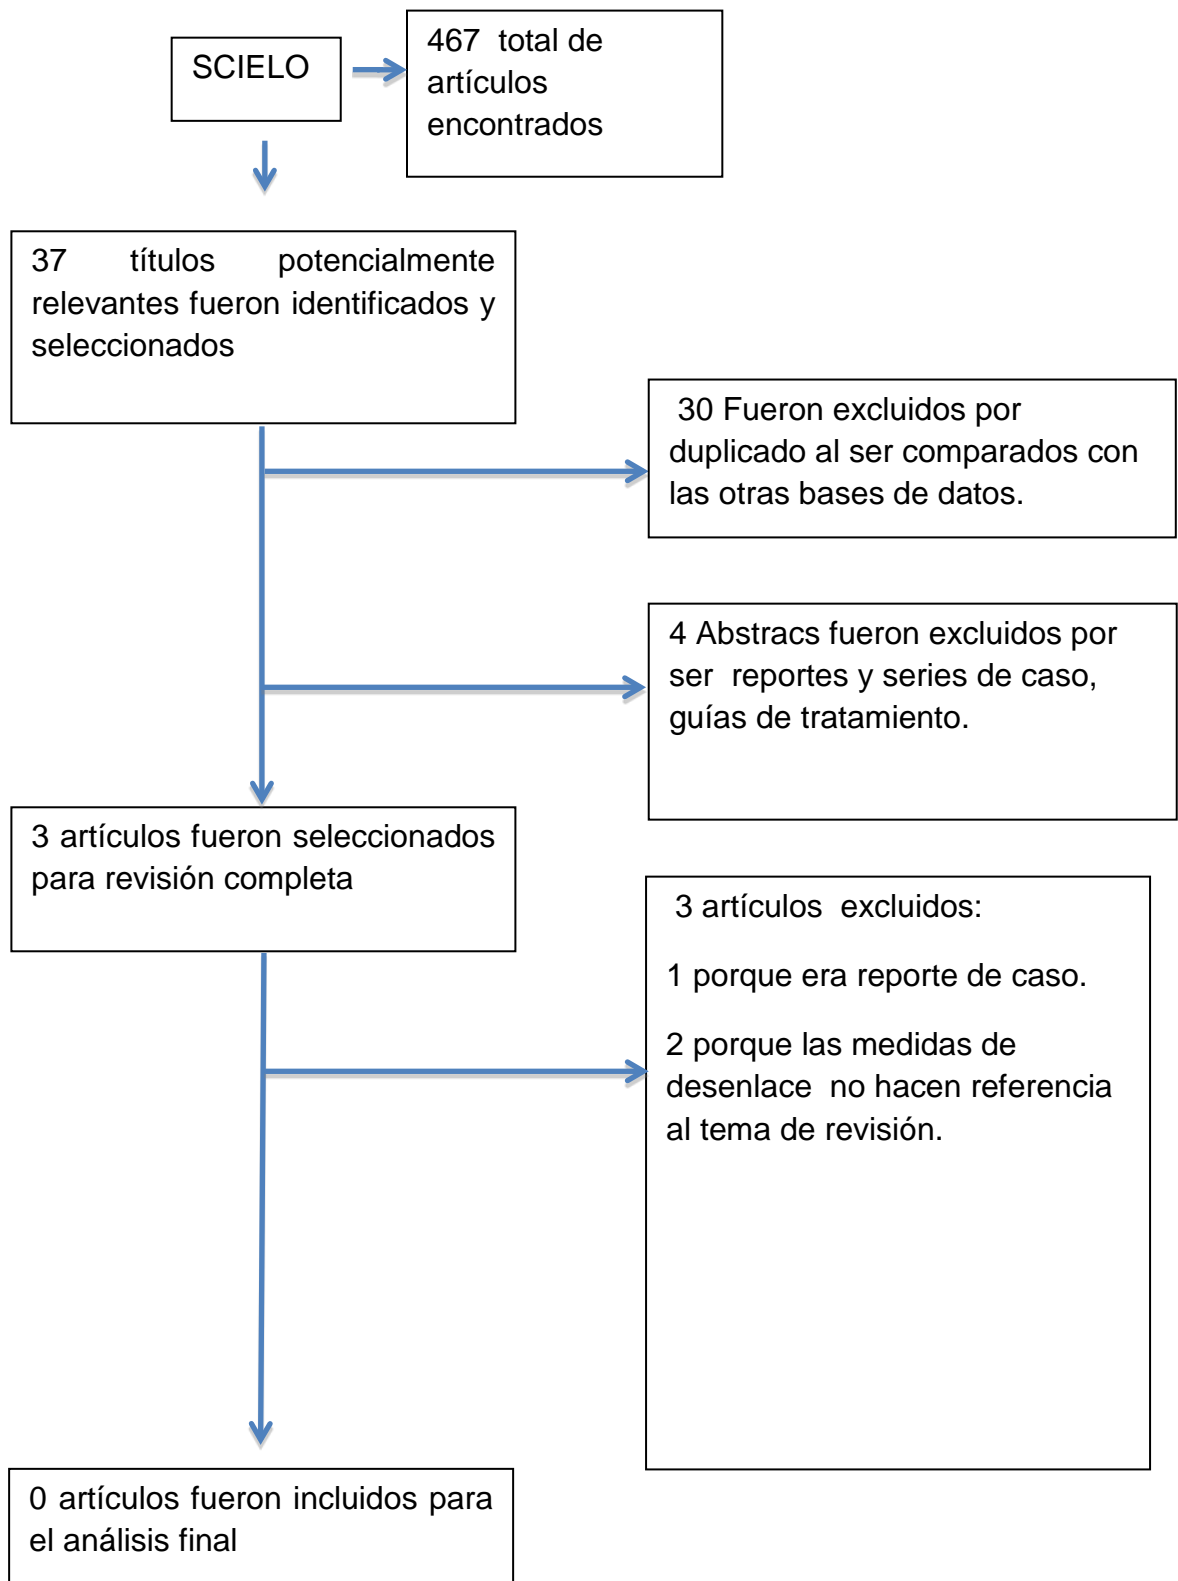 SCIELO
467 total de
artículos
encontrados
37 títulos potencialmente
relevantes fueron identificados y
seleccionados
30 Fueron excluidos por
duplicado al ser comparados con
las otras bases de datos.
4 Abstracs fueron excluidos por
ser reportes y series de caso,
guías de tratamiento.
3 artículos fueron seleccionados
para revisión completa
3 artículos excluidos:
1 porque era reporte de caso.
2 porque las medidas de
desenlace no hacen referencia
al tema de revisión.
0 artículos fueron incluidos para
el análisis final